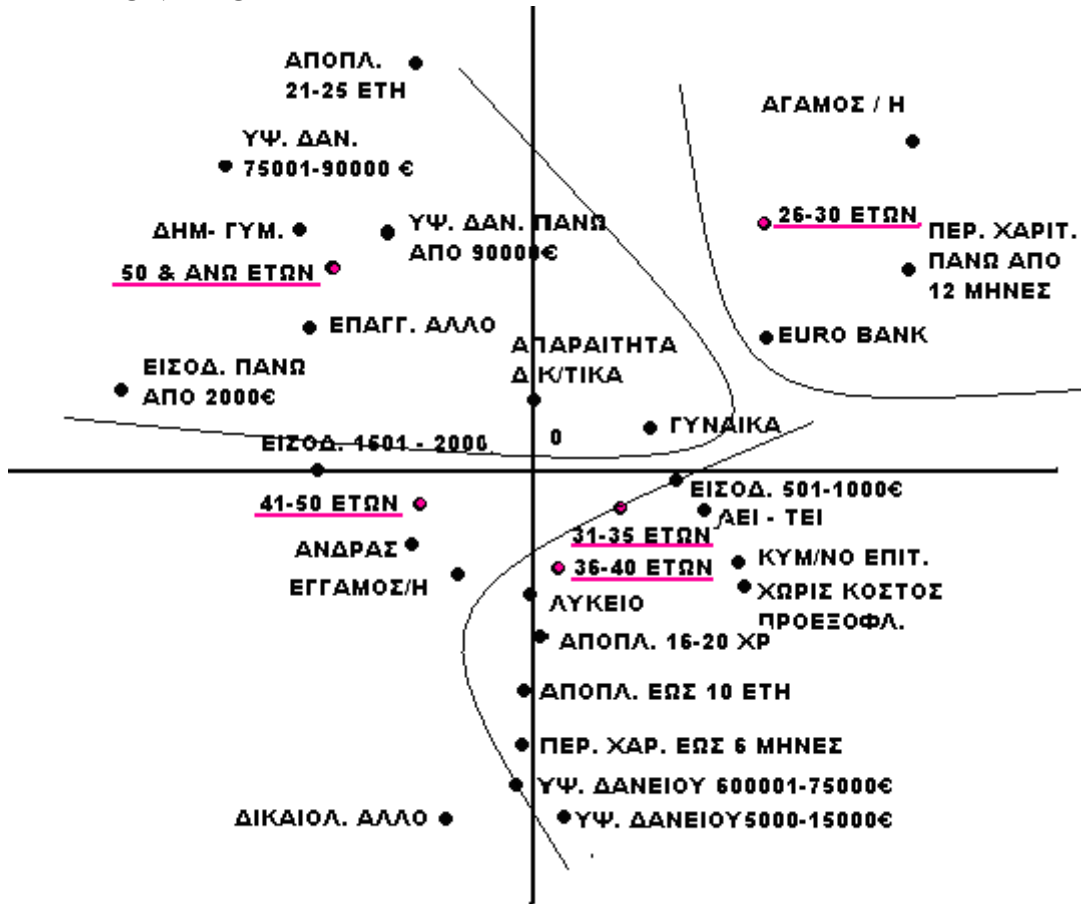 ΑΠΟΠΛ.
21-25 ΕΤΗ
ΑΓΑΜΟΣ / Η
ΥΨ. ΔΑΝ.
75001-90000 €
26-30 ΕΤΩΝ
ΔΗΜ- ΓΥΜ.
ΥΨ. ΔΑΝ. ΠΑΝΩ
ΑΠΟ 90000€
ΠΕΡ. ΧΑΡΙΤ.
ΠΑΝΩ ΑΠΟ
12 ΜΗΝΕΣ
50 & ΑΝΩ ΕΤΩΝ
ΕΠΑΓΓ. ΑΛΛΟ
EURO BANK
ΑΠΑΡΑΙΤΗΤΑ
Δ.Κ/ΤΙΚΑ
ΕΙΣΟΔ. ΠΑΝΩ
ΑΠΟ 2000€
ΓΥΝΑΙΚΑ
ΕΙΣΟΔ. 1501 - 2000
0
ΕΙΣΟΔ. 501-1000€
41-50 ΕΤΩΝ
ΑΕΙ - ΤΕΙ
31-35 ΕΤΩΝ
ΑΝΔΡΑΣ
36-40 ΕΤΩΝ
ΚΥΜ/ΝΟ ΕΠΙΤ.
ΕΓΓΑΜΟΣ/Η
ΧΩΡΙΣ ΚΟΣΤΟΣ
ΠΡΟΕΞΟΦΛ.
ΛΥΚΕΙΟ
ΑΠΟΠΛ. 16-20 ΧΡ
ΑΠΟΠΛ. ΕΩΣ 10 ΕΤΗ
ΠΕΡ. ΧΑΡ. ΕΩΣ 6 ΜΗΝΕΣ
ΥΨ. ΔΑΝΕΙΟΥ 600001-75000€
ΔΙΚΑΙΟΛ. ΑΛΛΟ
ΥΨ. ΔΑΝΕΙΟΥ5000-15000€